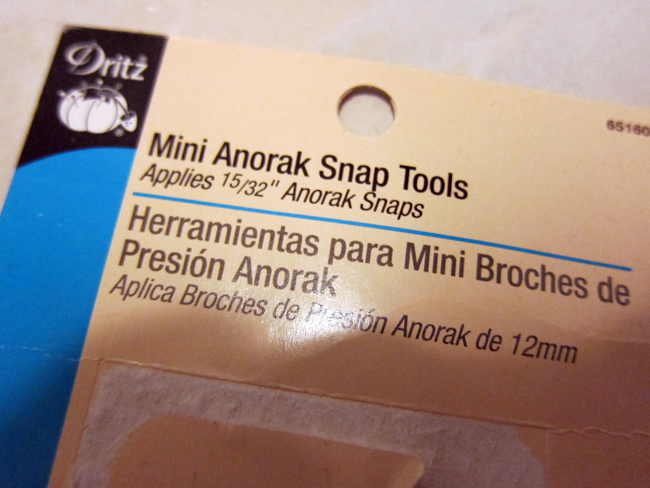 Dritz
65160
Mini Anorak Snap Tools
Applies 15/32" Anorak Snaps
Herramientas para Mini Broches de
Presión Anorak
Aplica Broches de Presión Anorak de 12mm